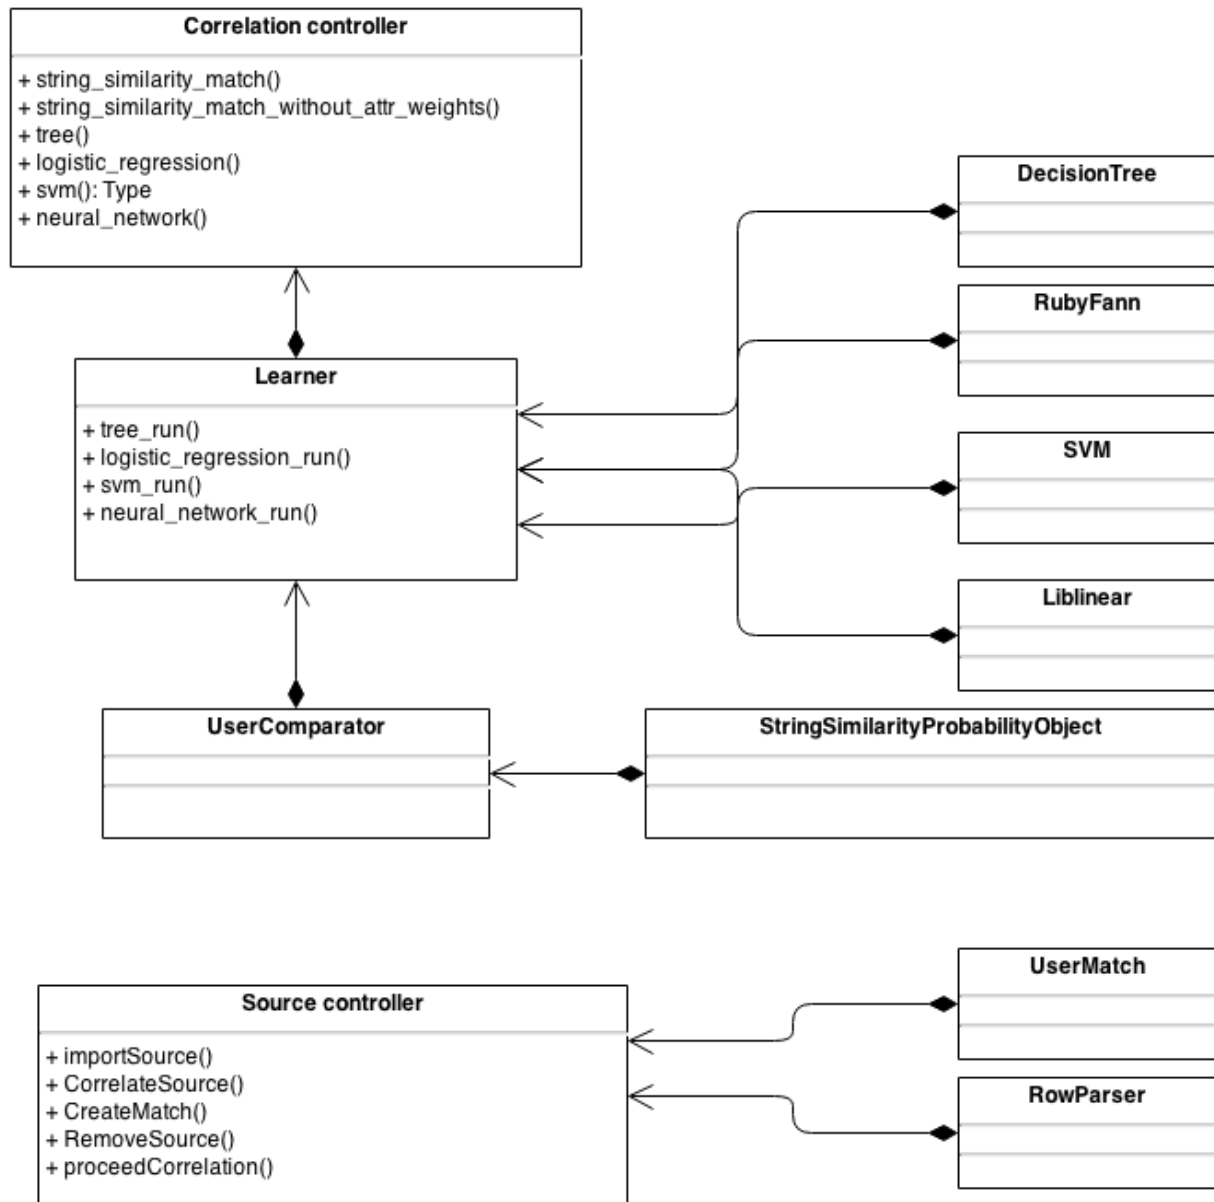 Correlation controller
+ string_similarity_match()
+ string_similarity_match_without_attr_weights()
+ tree()
+ logistic_regression()
+ svm(): Type
+ neural_network()
DecisionTree
RubyFann
Learner
+ tree_run()
+ logistic_regression_run()
+ svm_run()
+ neural_network_run()
SVM
Liblinear
UserComparator
StringSimilarityProbabilityObject
UserMatch
Source controller
+ importSource()
+ CorrelateSource()
+ CreateMatch()
+ RemoveSource()
+ proceedCorrelation()
RowParser